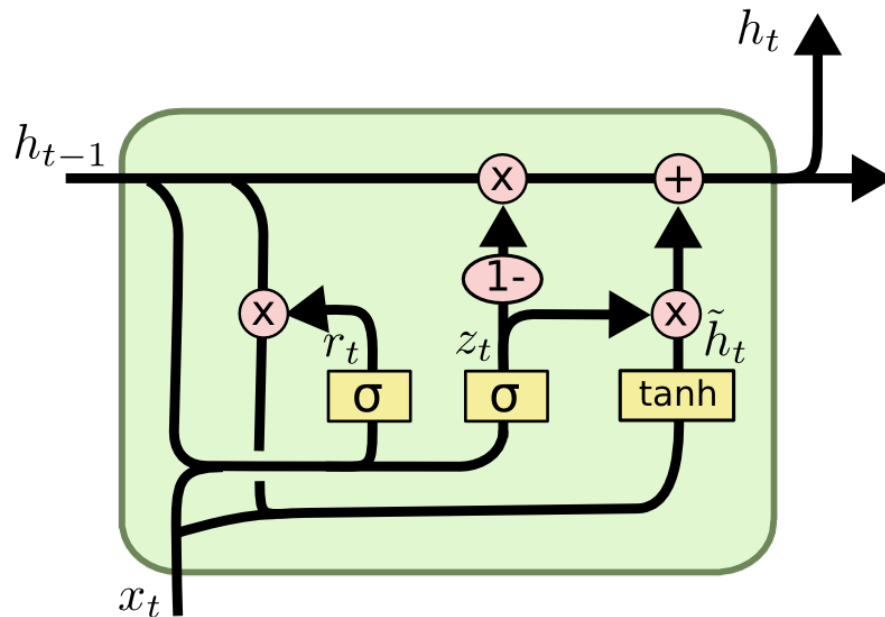 h_t
h_{t-1}
x
+
1-
x
r_t
z_t
x
h̃_t
σ
σ
tanh
x_t